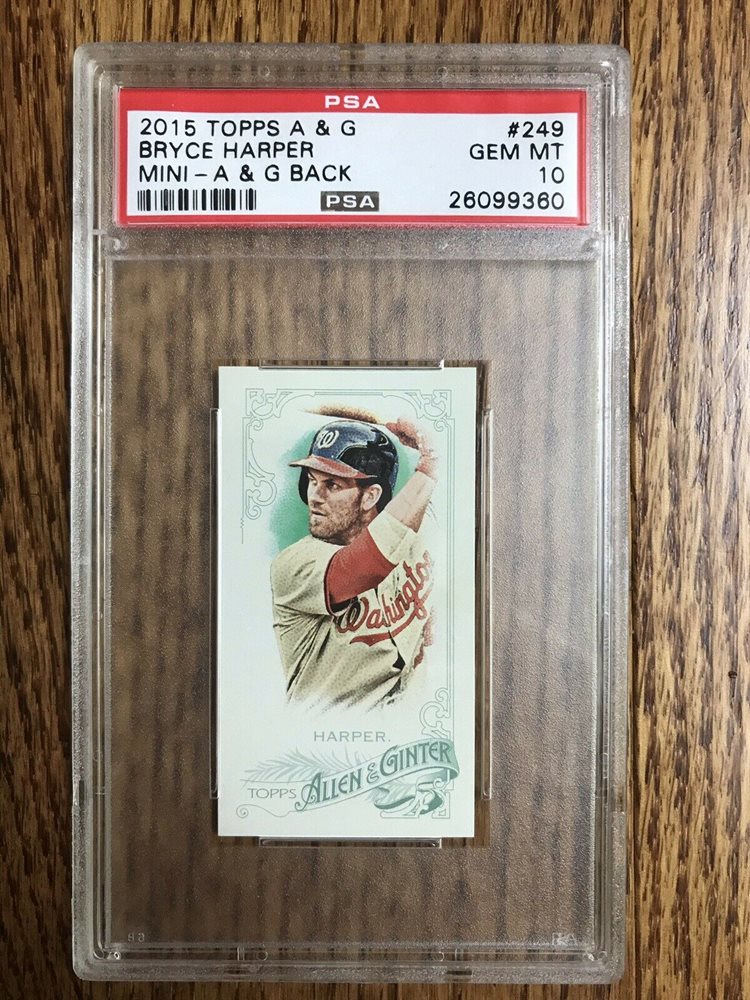 PSA
2015 TOPPS A & G #249
BRYCE HARPER GEM MT
MINI - A & G BACK 10
PSA 26099360
W
Washington
HARPER.
TOPPS ALLEN & GINTER